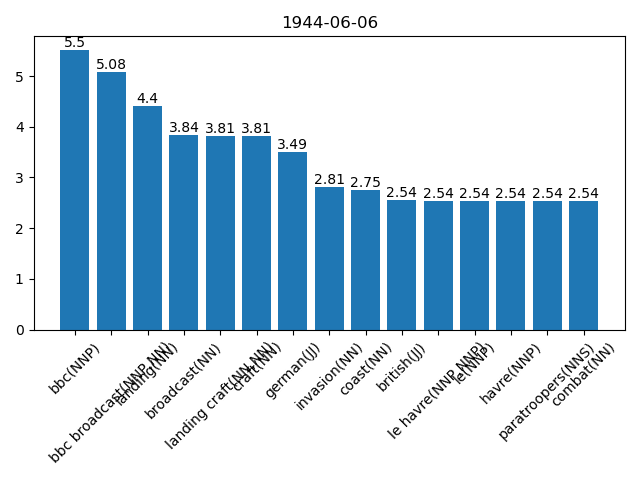 1944-06-06
5.5
5.08
4.4
3.84
3.81
3.81
3.49
2.81
2.75
2.54
2.54
2.54
2.54
2.54
2.54
5
4
3
2
1
0
bbc(NNP)
bbc broadcast(NNP NN)
landing(NN)
broadcast(NN)
landing craft(NN NN)
craft(NN)
german(JJ)
invasion(NN)
coast(NN)
british(JJ)
le havre(NNP NNP)
le(NNP)
havre(NNP)
paratroopers(NNS)
combat(NN)